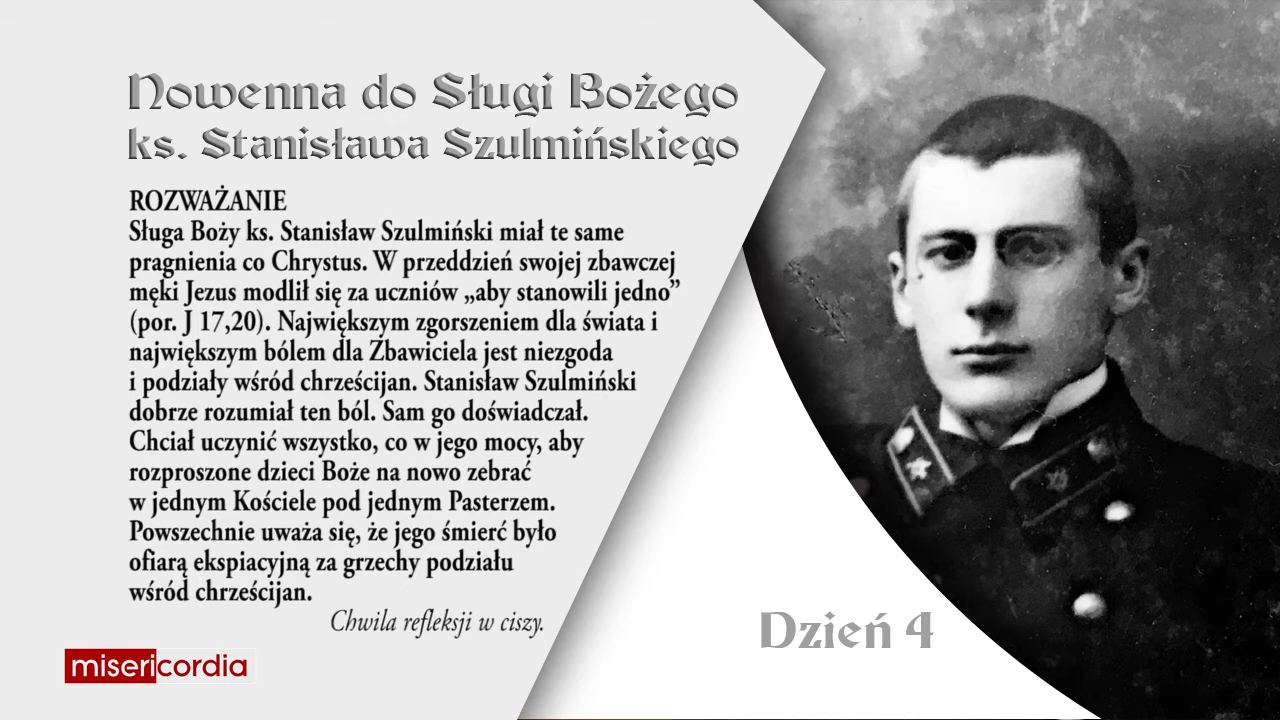 Nowenna do Sługi Bożego
ks. Stanisława Szulmińskiego
ROZWAŻANIE
Sługa Boży ks. Stanisław Szulmiński miał te same
pragnienia co Chrystus. W przeddzień swojej zbawczej
męki Jezus modlił się za uczniów „aby stanowili jedno”
(por. J 17,20). Największym zgorszeniem dla świata i
największym bólem dla Zbawiciela jest niezgoda
i podziały wśród chrześcijan. Stanisław Szulmiński
dobrze rozumiał ten ból. Sam go doświadczał.
Chciał uczynić wszystko, co w jego mocy, aby
rozproszone dzieci Boże na nowo zebrać
w jednym Kościele pod jednym Pasterzem.
Powszechnie uważa się, że jego śmierć było
ofiarą ekspiacyjną za grzechy podziału
wśród chrześcijan.
Chwila refleksji w ciszy.
Dzień 4
misericordia